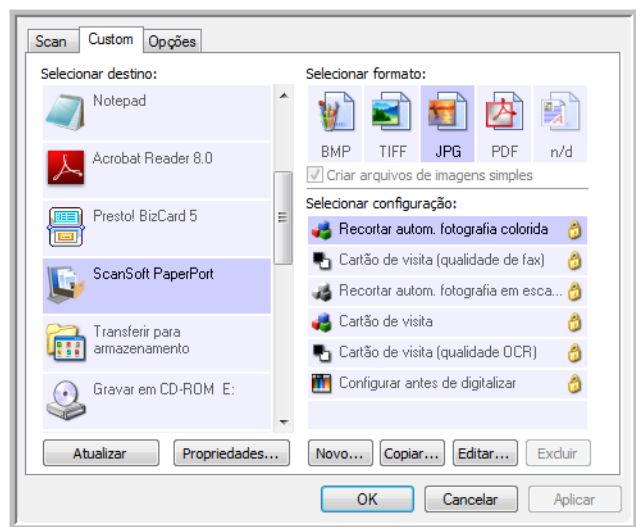 Scan Custom Opções
Selecionar destino:
Notepad
Acrobat Reader 8.0
Presto! BizCard 5
ScanSoft PaperPort
Transferir para
armazenamento
Gravar em CD-ROM E:
Atualizar Propriedades...
Selecionar formato:
BMP TIFF JPG PDF n/d
Criar arquivos de imagens simples
Selecionar configuração:
Recortar autom. fotografia colorida
Cartão de visita (qualidade de fax)
Recortar autom. fotografia em esca...
Cartão de visita
Cartão de visita (qualidade OCR)
Configurar antes de digitalizar
Novo... Copiar... Editar... Excluir
OK Cancelar Aplicar